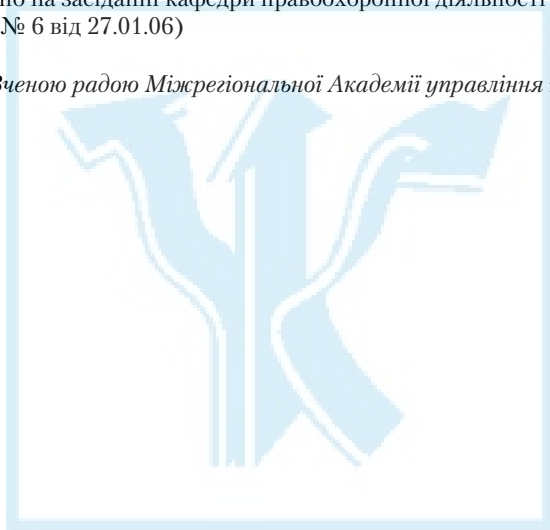 но на засіданні кафедри правоохоронної діяльності
№ 6 від 27.01.06)
Вченою радою Міжрегіональної Академії управління